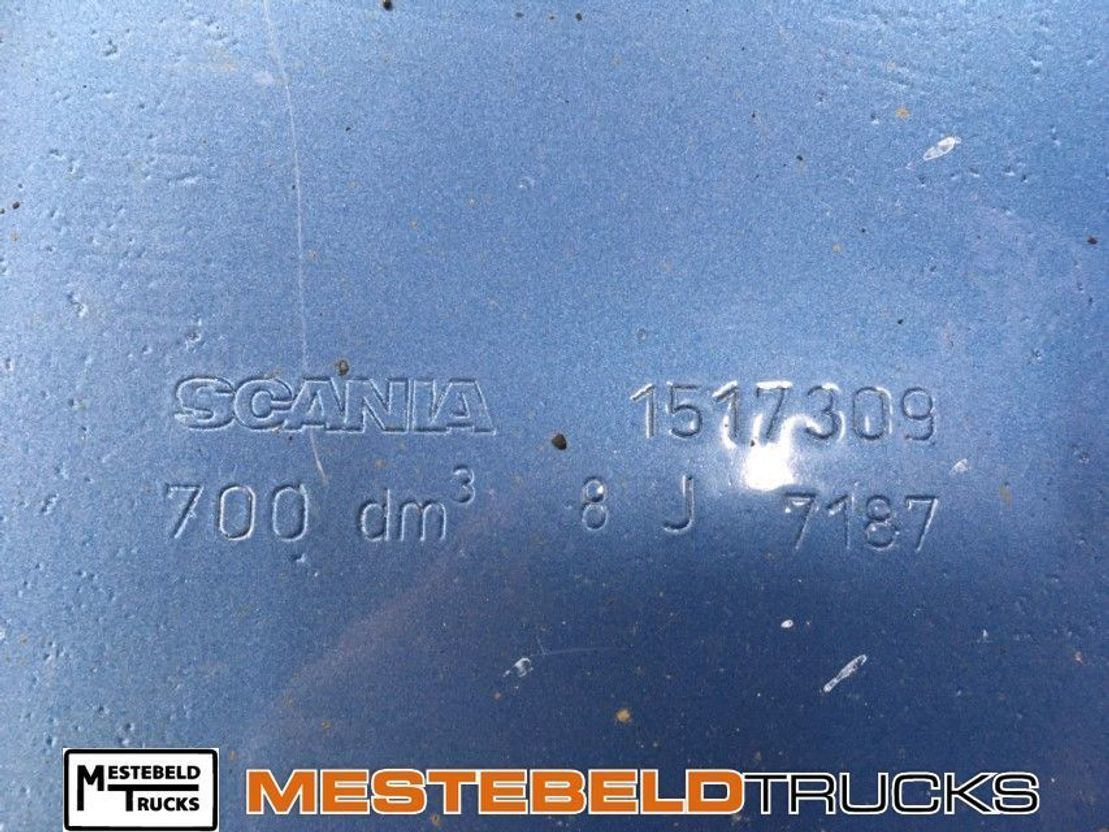 SCANIA 1517309
700 dm³ 8 J 7187
MESTEBELD
TRUCKS
MESTEBELDTRUCKS